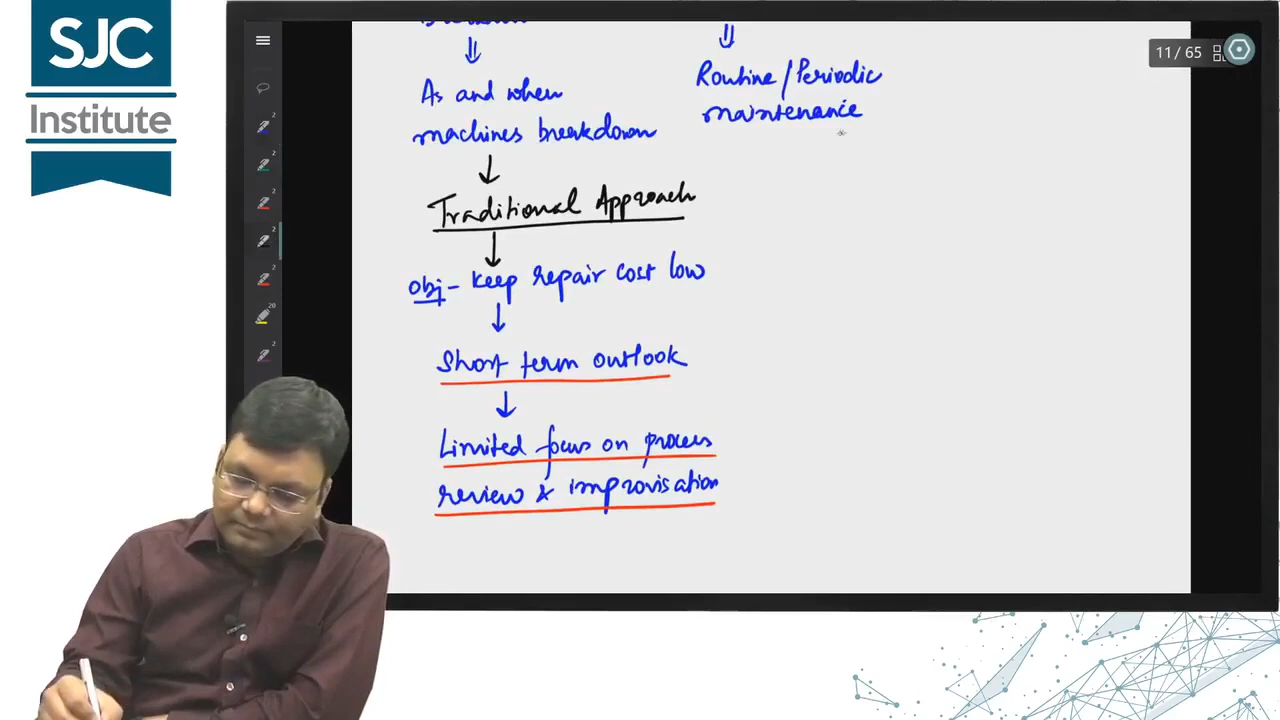 SJC
Institute
11 / 65
As and when
machines breakdown
Traditional Approach
Obj - Keep repair cost low
Short term outlook
Limited focus on process
review & improvisation
Routine / Periodic
maintenance